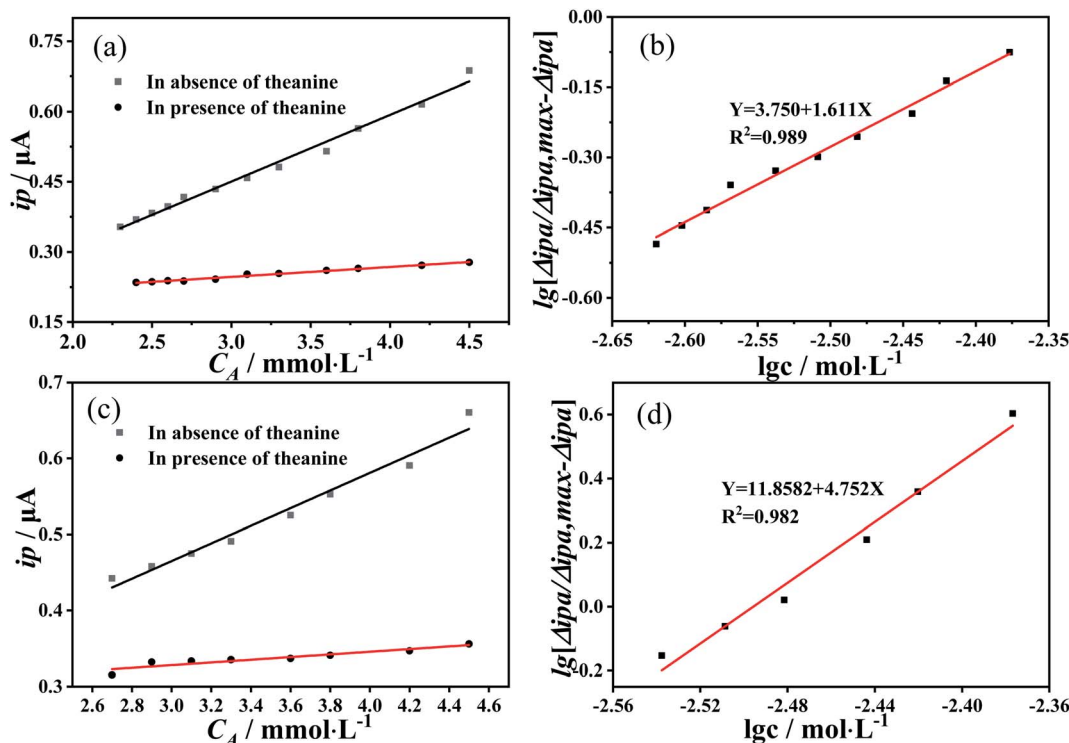 (a)
In absence of theanine
In presence of theanine
ip / μA
0.75
0.60
0.45
0.30
0.15
2.0 2.5 3.0 3.5 4.0 4.5
C_A / mmol·L⁻¹
(b)
Y=3.750+1.611X
R²=0.989
lg[Δipa/Δipa,max-Δipa]
-0.00
-0.15
-0.30
-0.45
-0.60
-2.65 -2.60 -2.55 -2.50 -2.45 -2.40 -2.35
lgc / mol·L⁻¹
(c)
In absence of theanine
In presence of theanine
ip / μA
0.7
0.6
0.5
0.4
0.3
2.6 2.8 3.0 3.2 3.4 3.6 3.8 4.0 4.2 4.4 4.6
C_A / mmol·L⁻¹
(d)
Y=11.8582+4.752X
R²=0.982
lg[Δipa/Δipa,max-Δipa]
0.6
0.4
0.2
0.0
-0.2
-2.56 -2.52 -2.48 -2.44 -2.40 -2.36
lgc / mol·L⁻¹